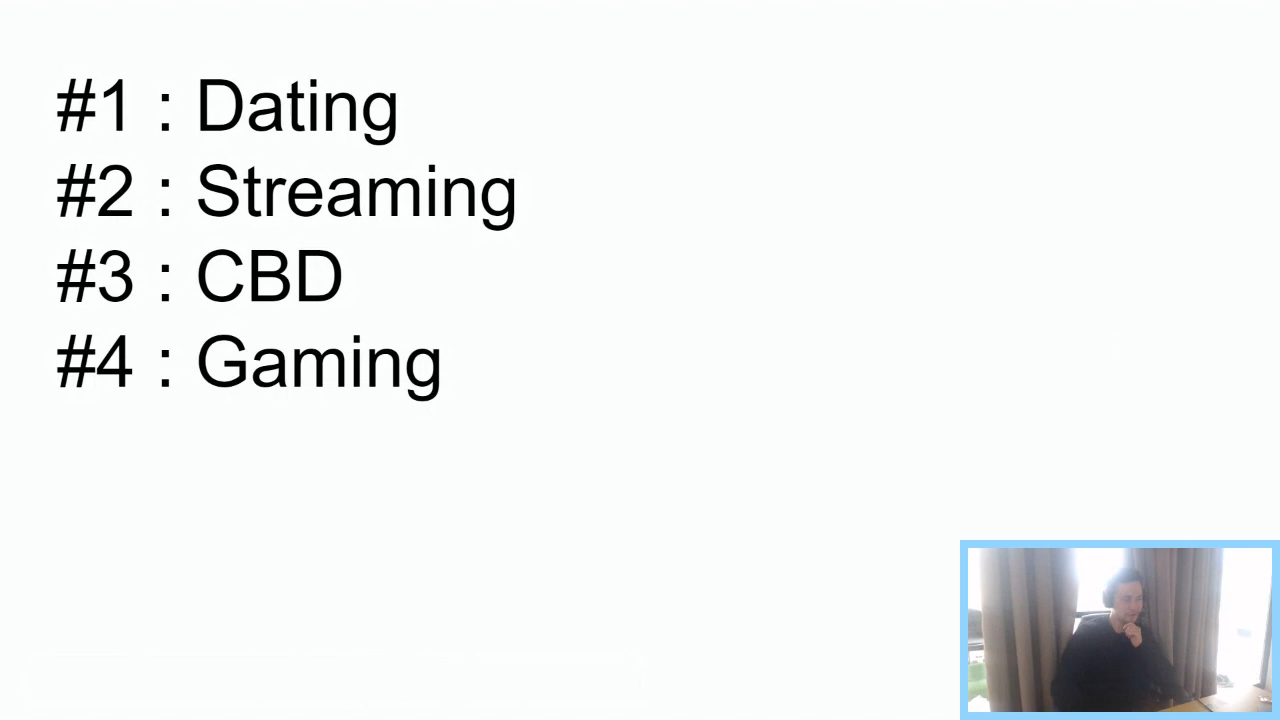 #1 : Dating
#2 : Streaming
#3 : CBD
#4 : Gaming